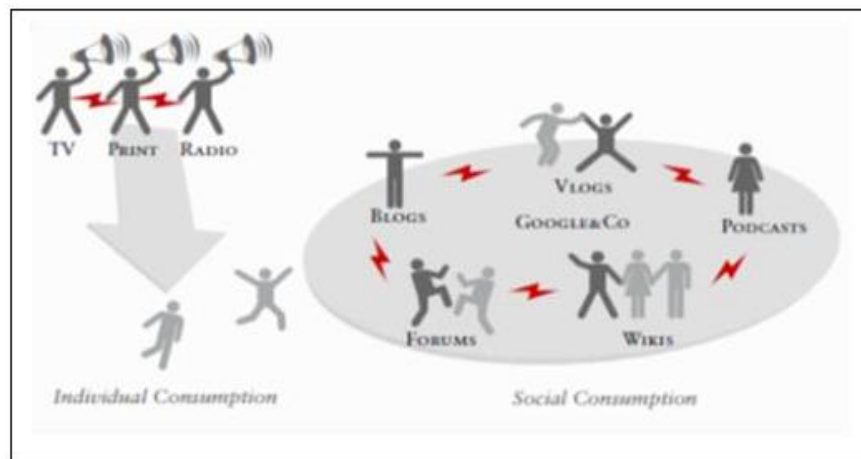 TV PRINT RADIO
VLOGS
BLOGS
GOOGLE&CO
PODCASTS
FORUMS
WIKIS
Individual Consumption
Social Consumption